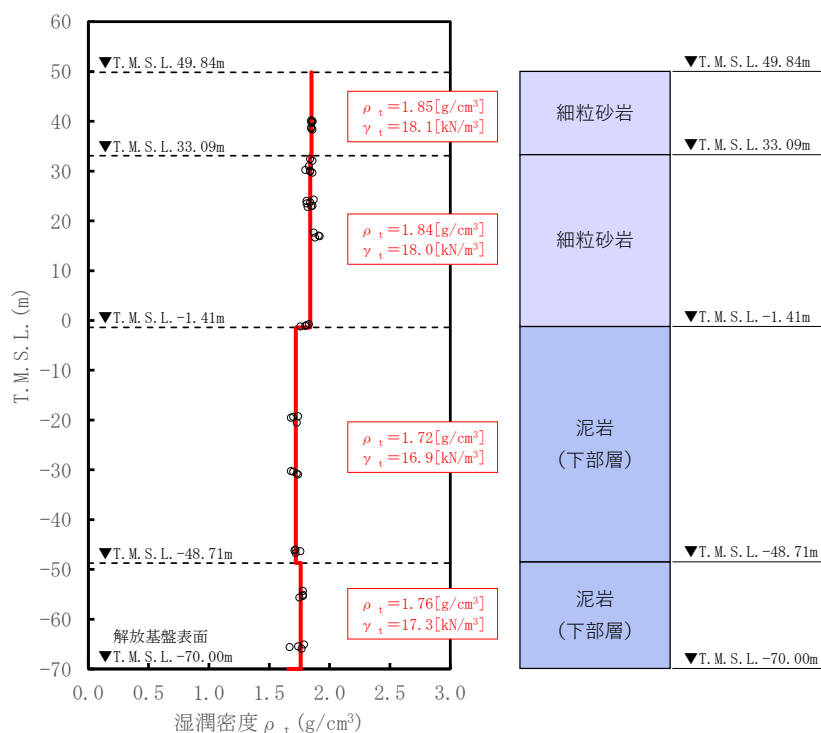 60
50
40
30
20
10
0
-10
-20
-30
-40
-50
-60
-70
T.M.S.L.(m)
0.0 0.5 1.0 1.5 2.0 2.5 3.0
湿潤密度ρt(g/cm³)
▼T.M.S.L.49.84m
▼T.M.S.L.33.09m
▼T.M.S.L.-1.41m
▼T.M.S.L.-48.71m
解放基盤表面
▼T.M.S.L.-70.00m
ρt=1.85[g/cm³]
γt=18.1[kN/m³]
ρt=1.84[g/cm³]
γt=18.0[kN/m³]
ρt=1.72[g/cm³]
γt=16.9[kN/m³]
ρt=1.76[g/cm³]
γt=17.3[kN/m³]
細粒砂岩
細粒砂岩
泥岩
(下部層)
泥岩
(下部層)
▼T.M.S.L.49.84m
▼T.M.S.L.33.09m
▼T.M.S.L.-1.41m
▼T.M.S.L.-48.71m
▼T.M.S.L.-70.00m